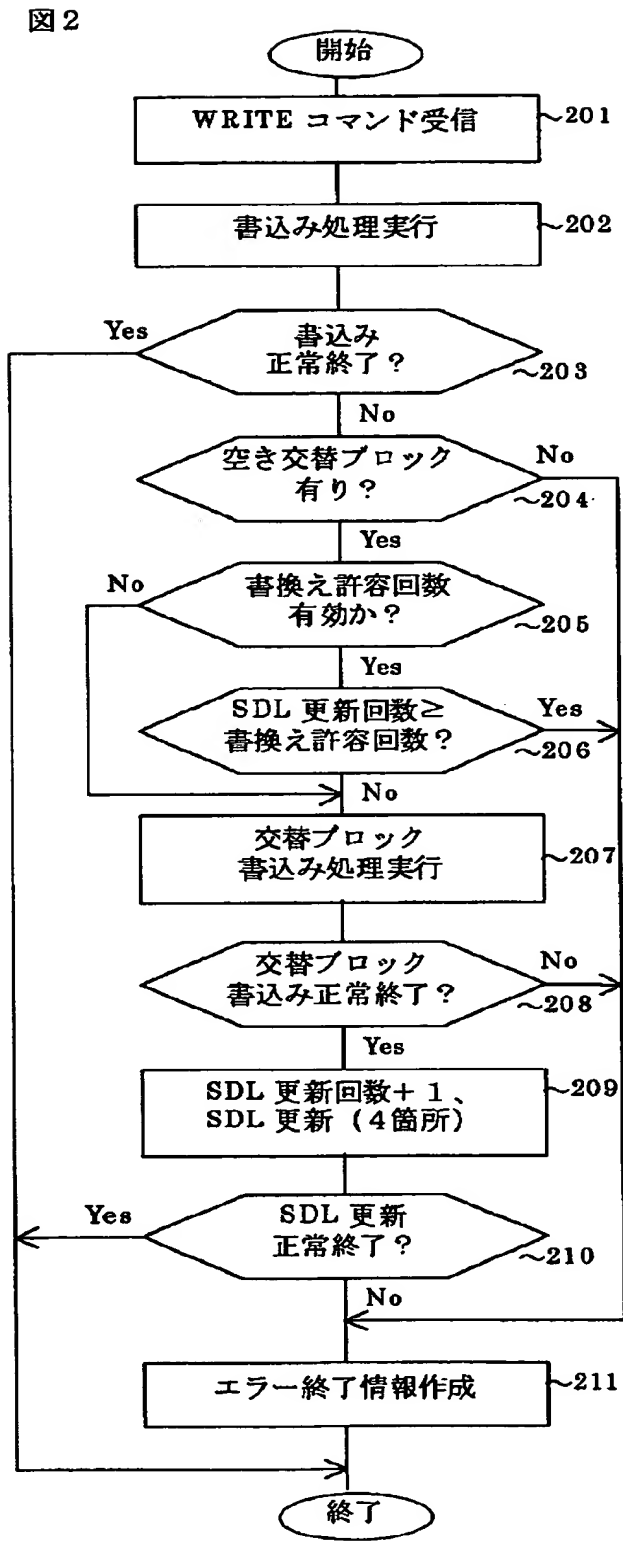 図2
開始
WRITE コマンド受信
~201
書込み処理実行
~202
Yes
書込み
正常終了?
~203
No
空き交替ブロック
有り?
No
~204
Yes
No
書換え許容回数
有効か?
~205
Yes
SDL 更新回数≥
書換え許容回数?
Yes
~206
No
交替ブロック
書込み処理実行
~207
交替ブロック
書込み正常終了?
No
~208
Yes
SDL 更新回数+1、
SDL 更新(4箇所)
~209
Yes
SDL 更新
正常終了?
~210
No
エラー終了情報作成
~211
終了